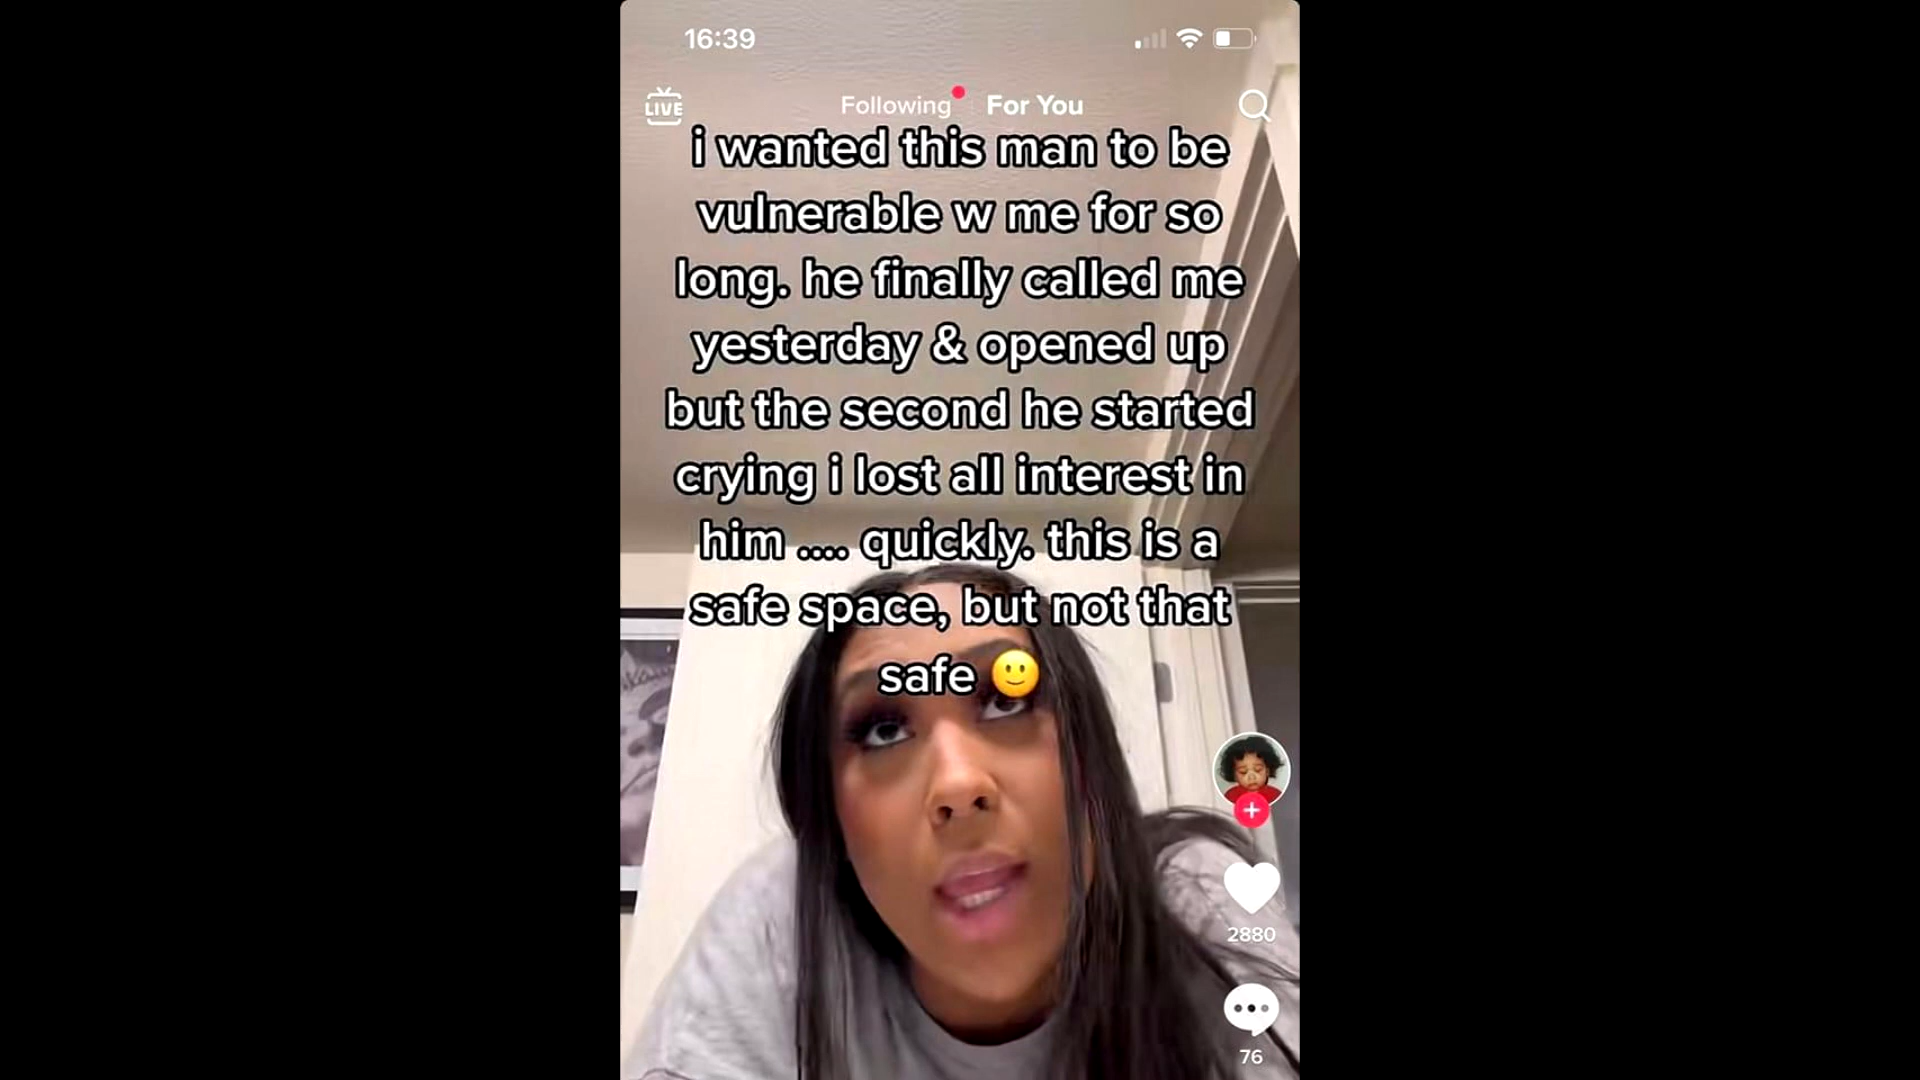 16:39
LIVE
Following
For You
i wanted this man to be
vulnerable w me for so
long. he finally called me
yesterday & opened up
but the second he started
crying i lost all interest in
him .... quickly. this is a
safe space, but not that
safe 🙂
2880
76